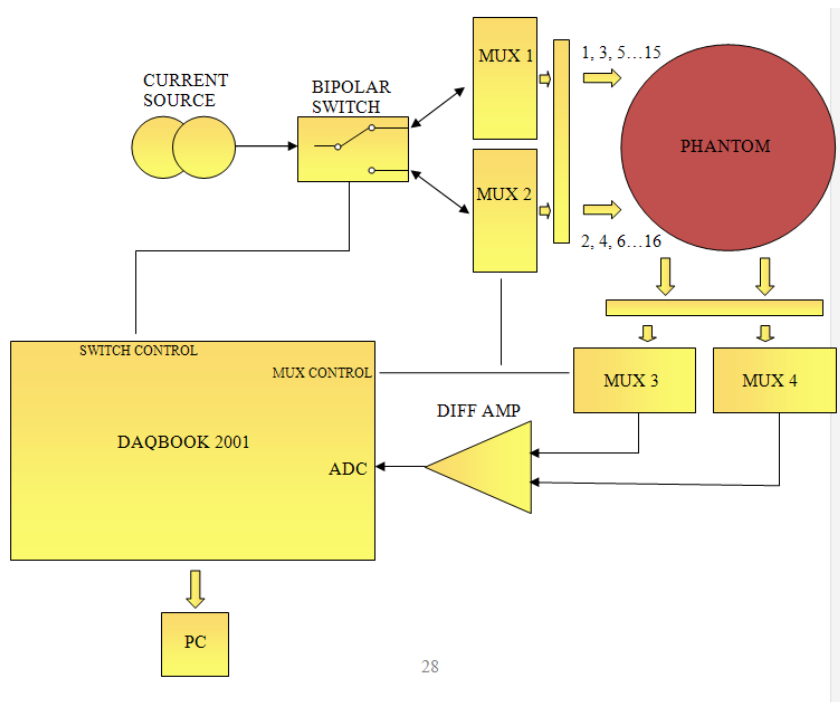 MUX 1
1, 3, 5...15
CURRENT
SOURCE
BIPOLAR
SWITCH
PHANTOM
MUX 2
2, 4, 6...16
SWITCH CONTROL
MUX CONTROL
MUX 3
MUX 4
DIFF AMP
DAQBOOK 2001
ADC
PC
28